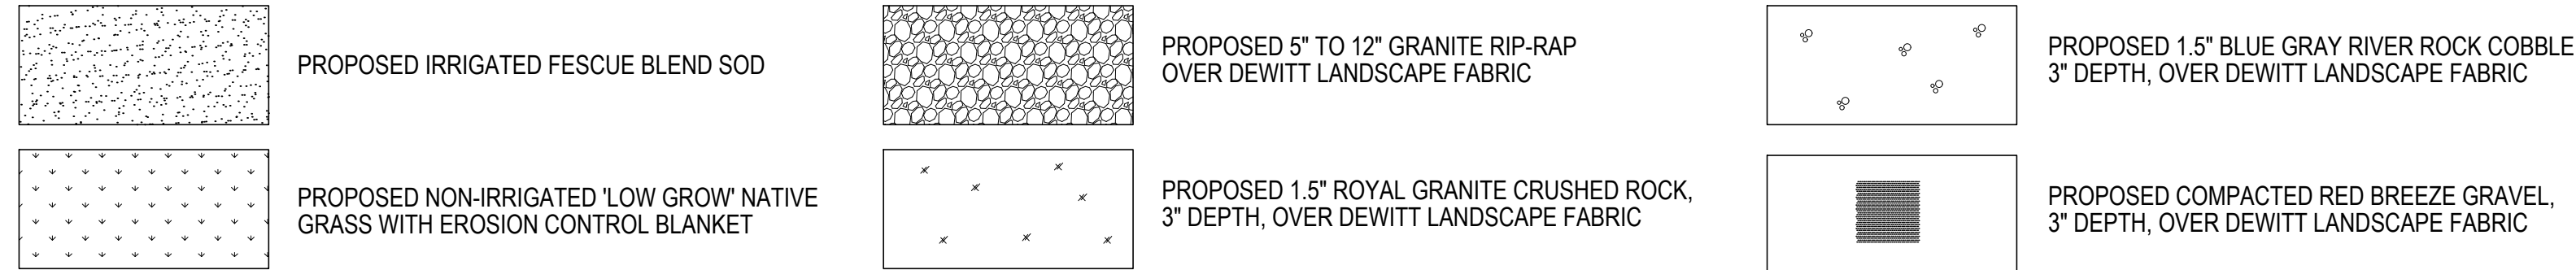 PROPOSED IRRIGATED FESCUE BLEND SOD
PROPOSED NON-IRRIGATED 'LOW GROW' NATIVE
GRASS WITH EROSION CONTROL BLANKET
PROPOSED 5" TO 12" GRANITE RIP-RAP
OVER DEWITT LANDSCAPE FABRIC
PROPOSED 1.5" ROYAL GRANITE CRUSHED ROCK,
3" DEPTH, OVER DEWITT LANDSCAPE FABRIC
PROPOSED 1.5" BLUE GRAY RIVER ROCK COBBLE
3" DEPTH, OVER DEWITT LANDSCAPE FABRIC
PROPOSED COMPACTED RED BREEZE GRAVEL,
3" DEPTH, OVER DEWITT LANDSCAPE FABRIC